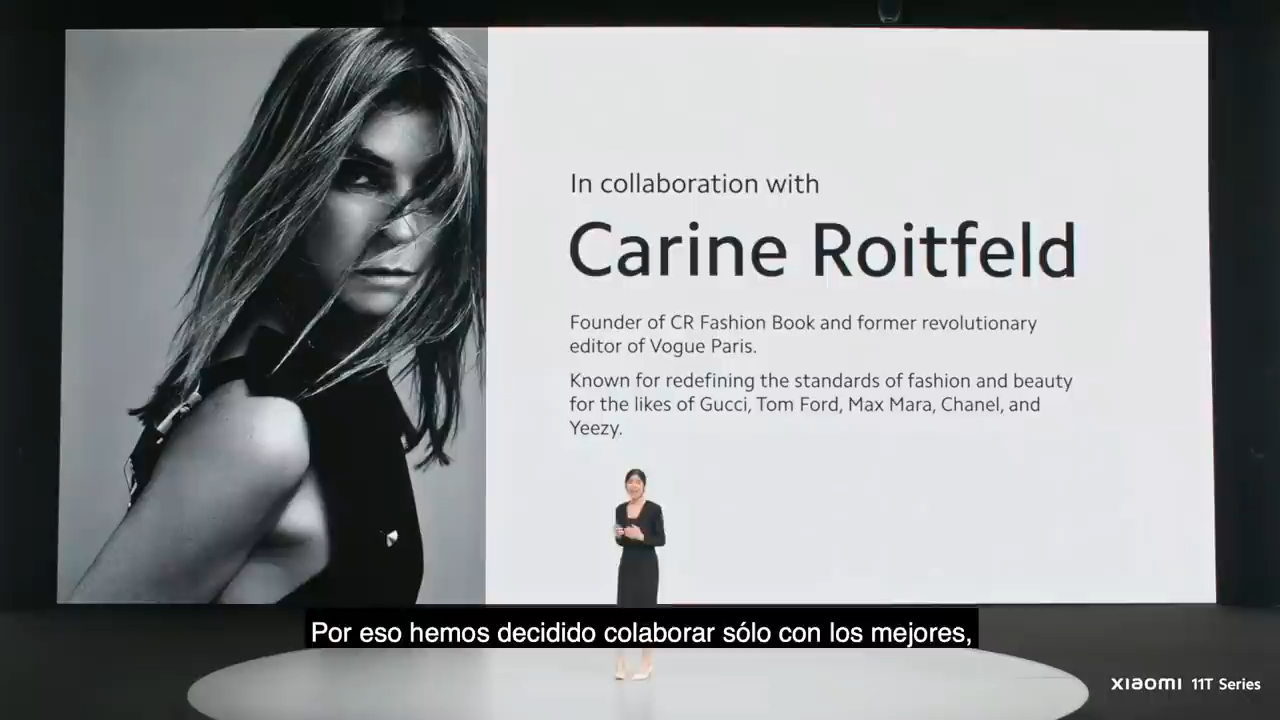 In collaboration with
Carine Roitfeld
Founder of CR Fashion Book and former revolutionary
editor of Vogue Paris.
Known for redefining the standards of fashion and beauty
for the likes of Gucci, Tom Ford, Max Mara, Chanel, and
Yeezy.
Por eso hemos decidido colaborar sólo con los mejores,
xiaomi 11T Series